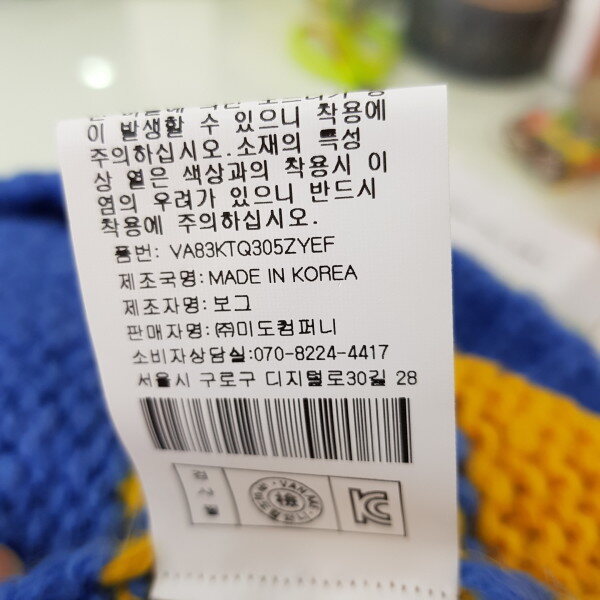 이 발생할 수 있으니 착용에
주의하십시오.소재의 특성
상 옅은 색상과의 착용시 이
염의 우려가 있으니 반드시
착용에 주의하십시오.
품번: VA83KTQ305ZYEF
제조국명:MADE IN KOREA
제조자명:보그
판매자명:㈜미도컴퍼니
소비자상담실:070-8224-4417
서울시 구로구 디지털로30길 28